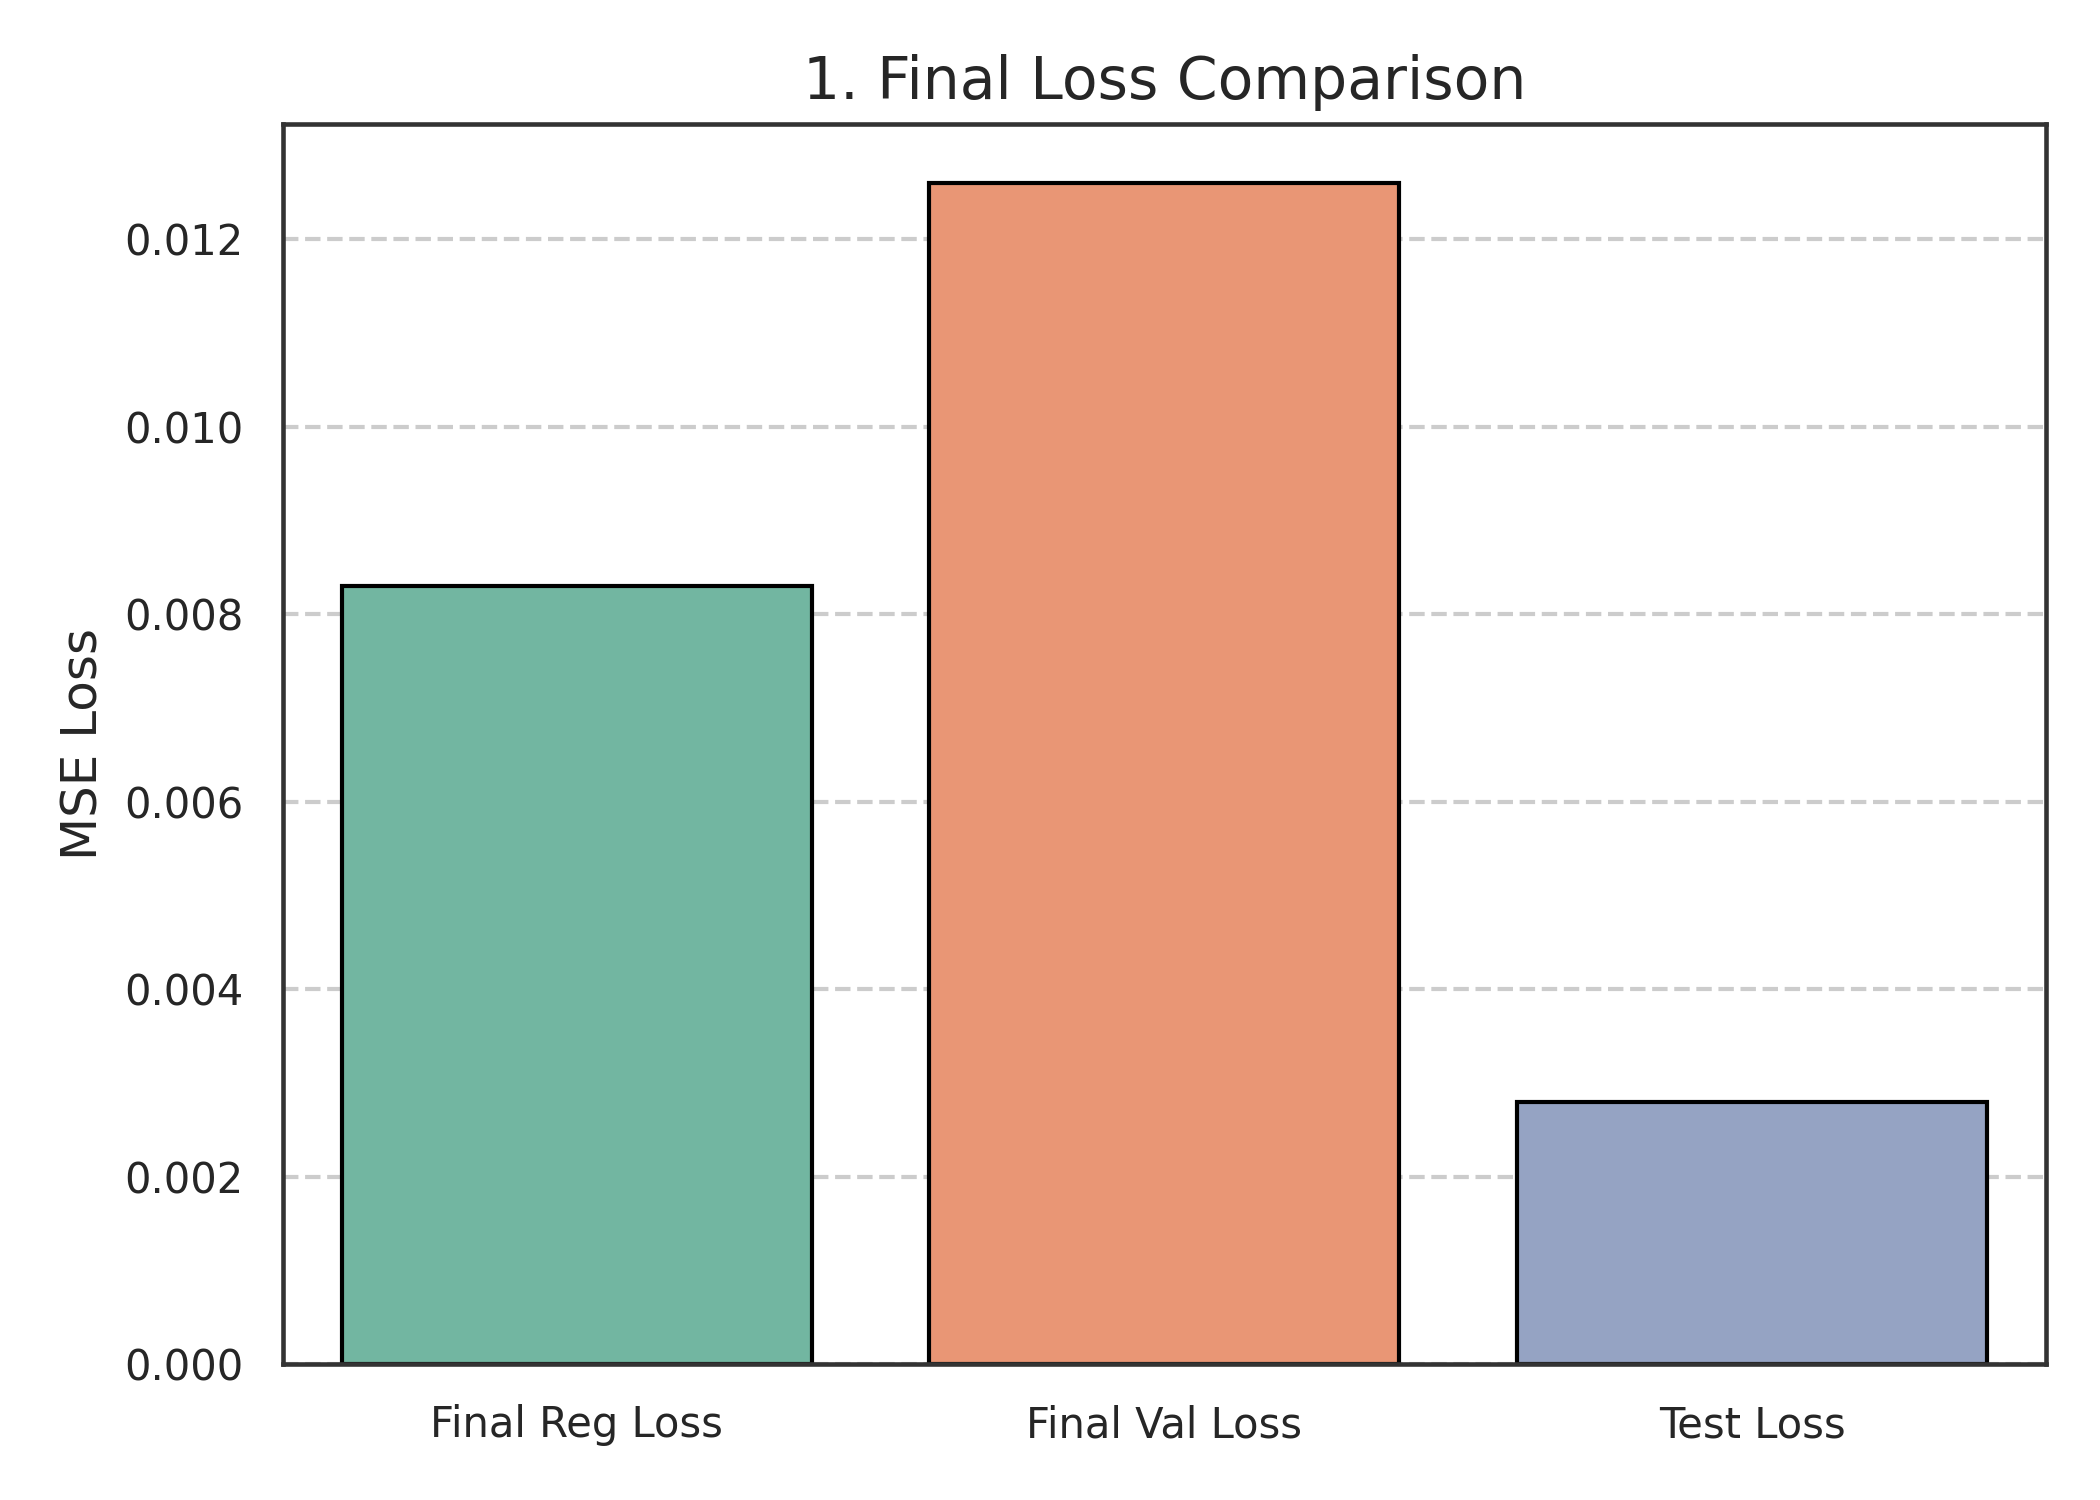 1. Final Loss Comparison
MSE Loss
0.012
0.010
0.008
0.006
0.004
0.002
0.000
Final Reg Loss
Final Val Loss
Test Loss